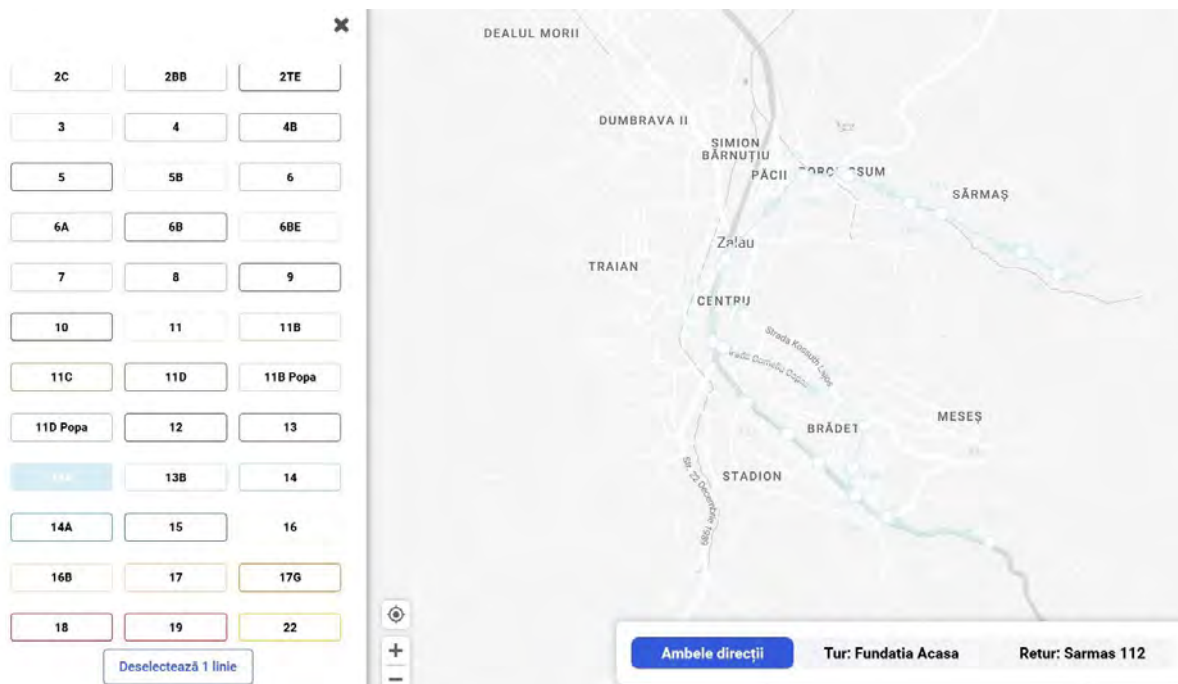 2C 2BB 2TE
3 4 4B
5 5B 6
6A 6B 6BE
7 8 9
10 11 11B
11C 11D 11B Popa
11D Popa 12 13
13B 14
14A 15 16
16B 17 17G
18 19 22
Deselectează 1 linie
DEALUL MORII
DUMBRAVA II
SIMION
BĂRNUȚIU
PĂCII
SĂRMAȘ
Zalau
TRAIAN
CENTRU
Strada Kossuth Lajos
MESEȘ
BRĂDET
STADION
Str. 22 Decembrie 1989
+
−
Ambele direcții Tur: Fundatia Acasa Retur: Sarmas 112